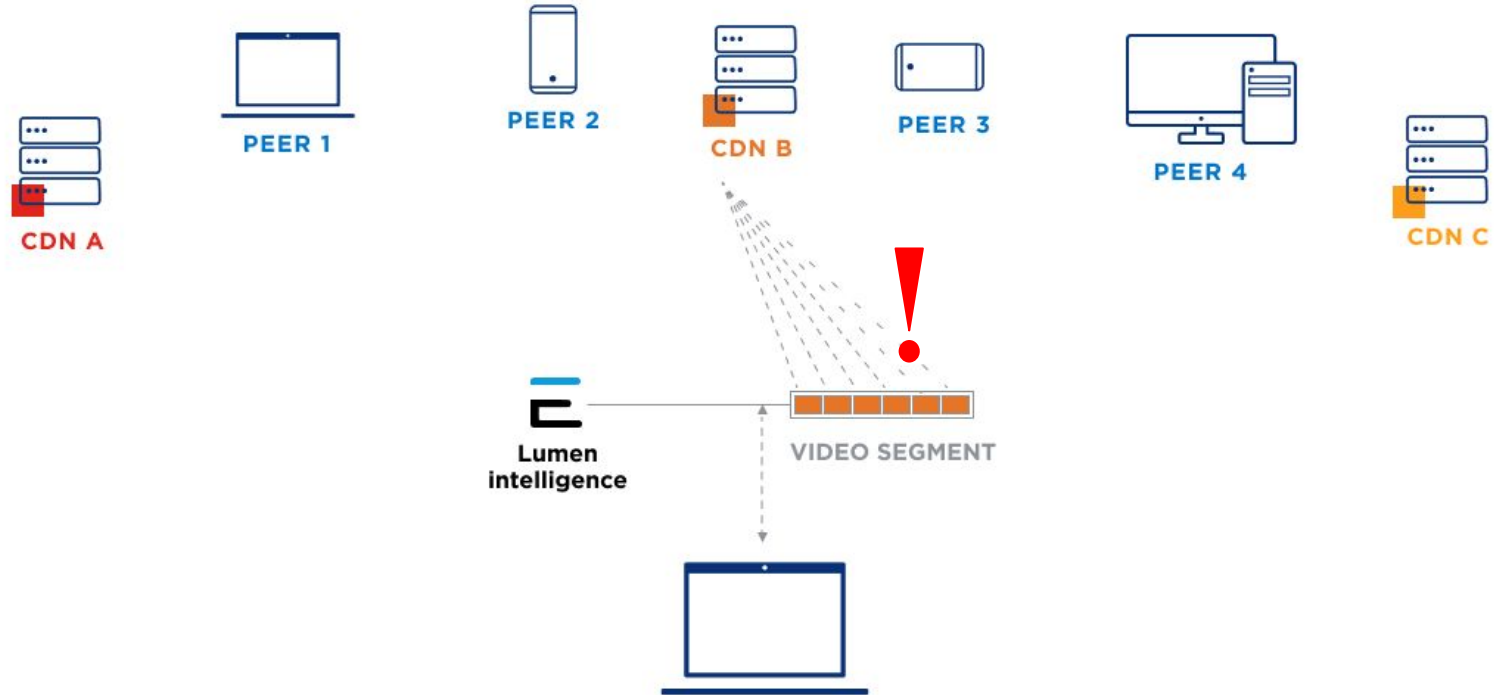 PEER 1
PEER 2
CDN B
PEER 3
PEER 4
CDN A
CDN C
Lumen
intelligence
VIDEO SEGMENT